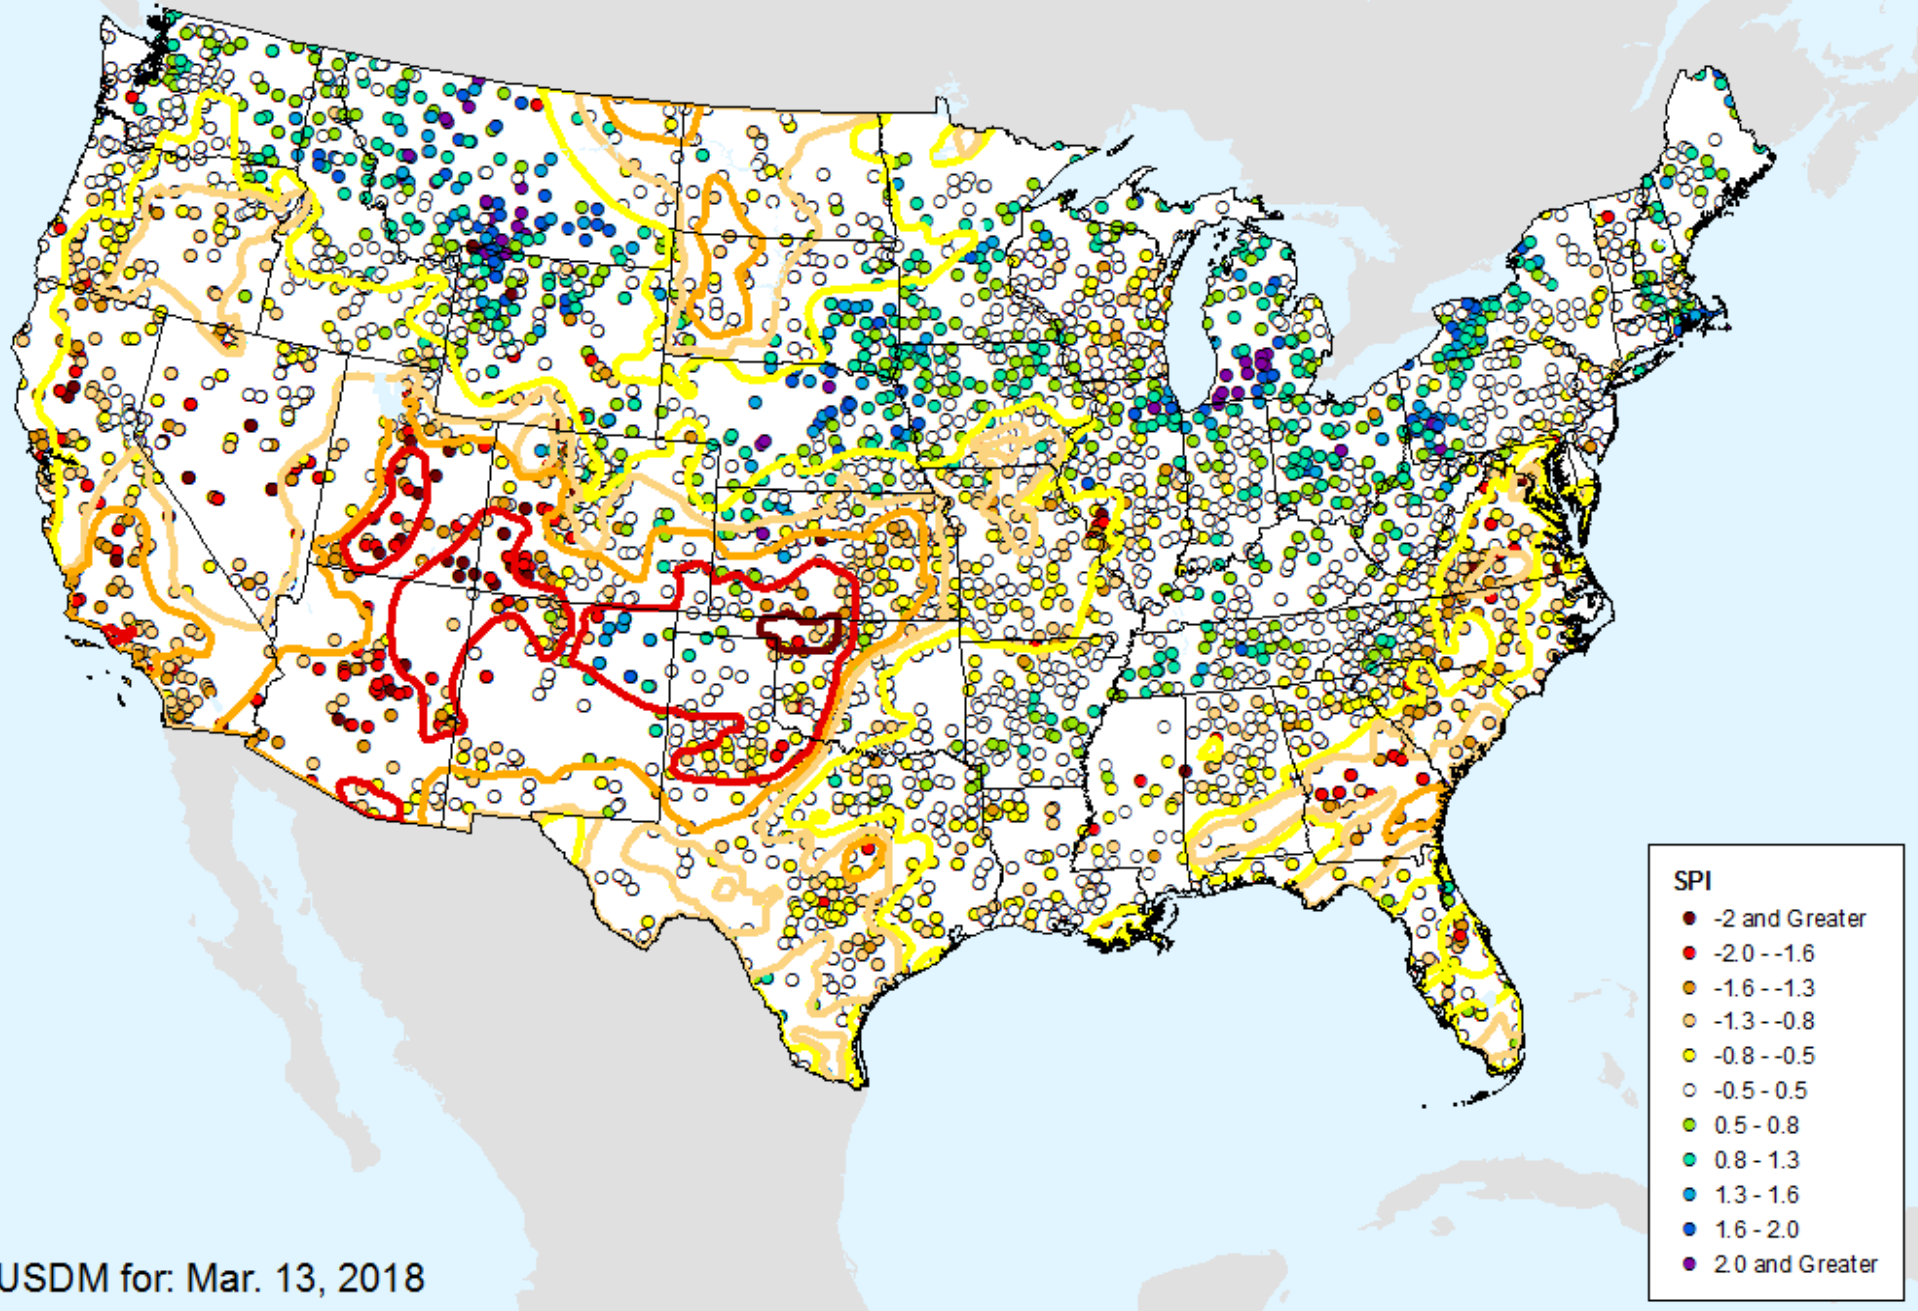 SPI
-2 and Greater
-2.0 - -1.6
-1.6 - -1.3
-1.3 - -0.8
-0.8 - -0.5
-0.5 - 0.5
0.5 - 0.8
0.8 - 1.3
1.3 - 1.6
1.6 - 2.0
2.0 and Greater
USDM for: Mar. 13, 2018